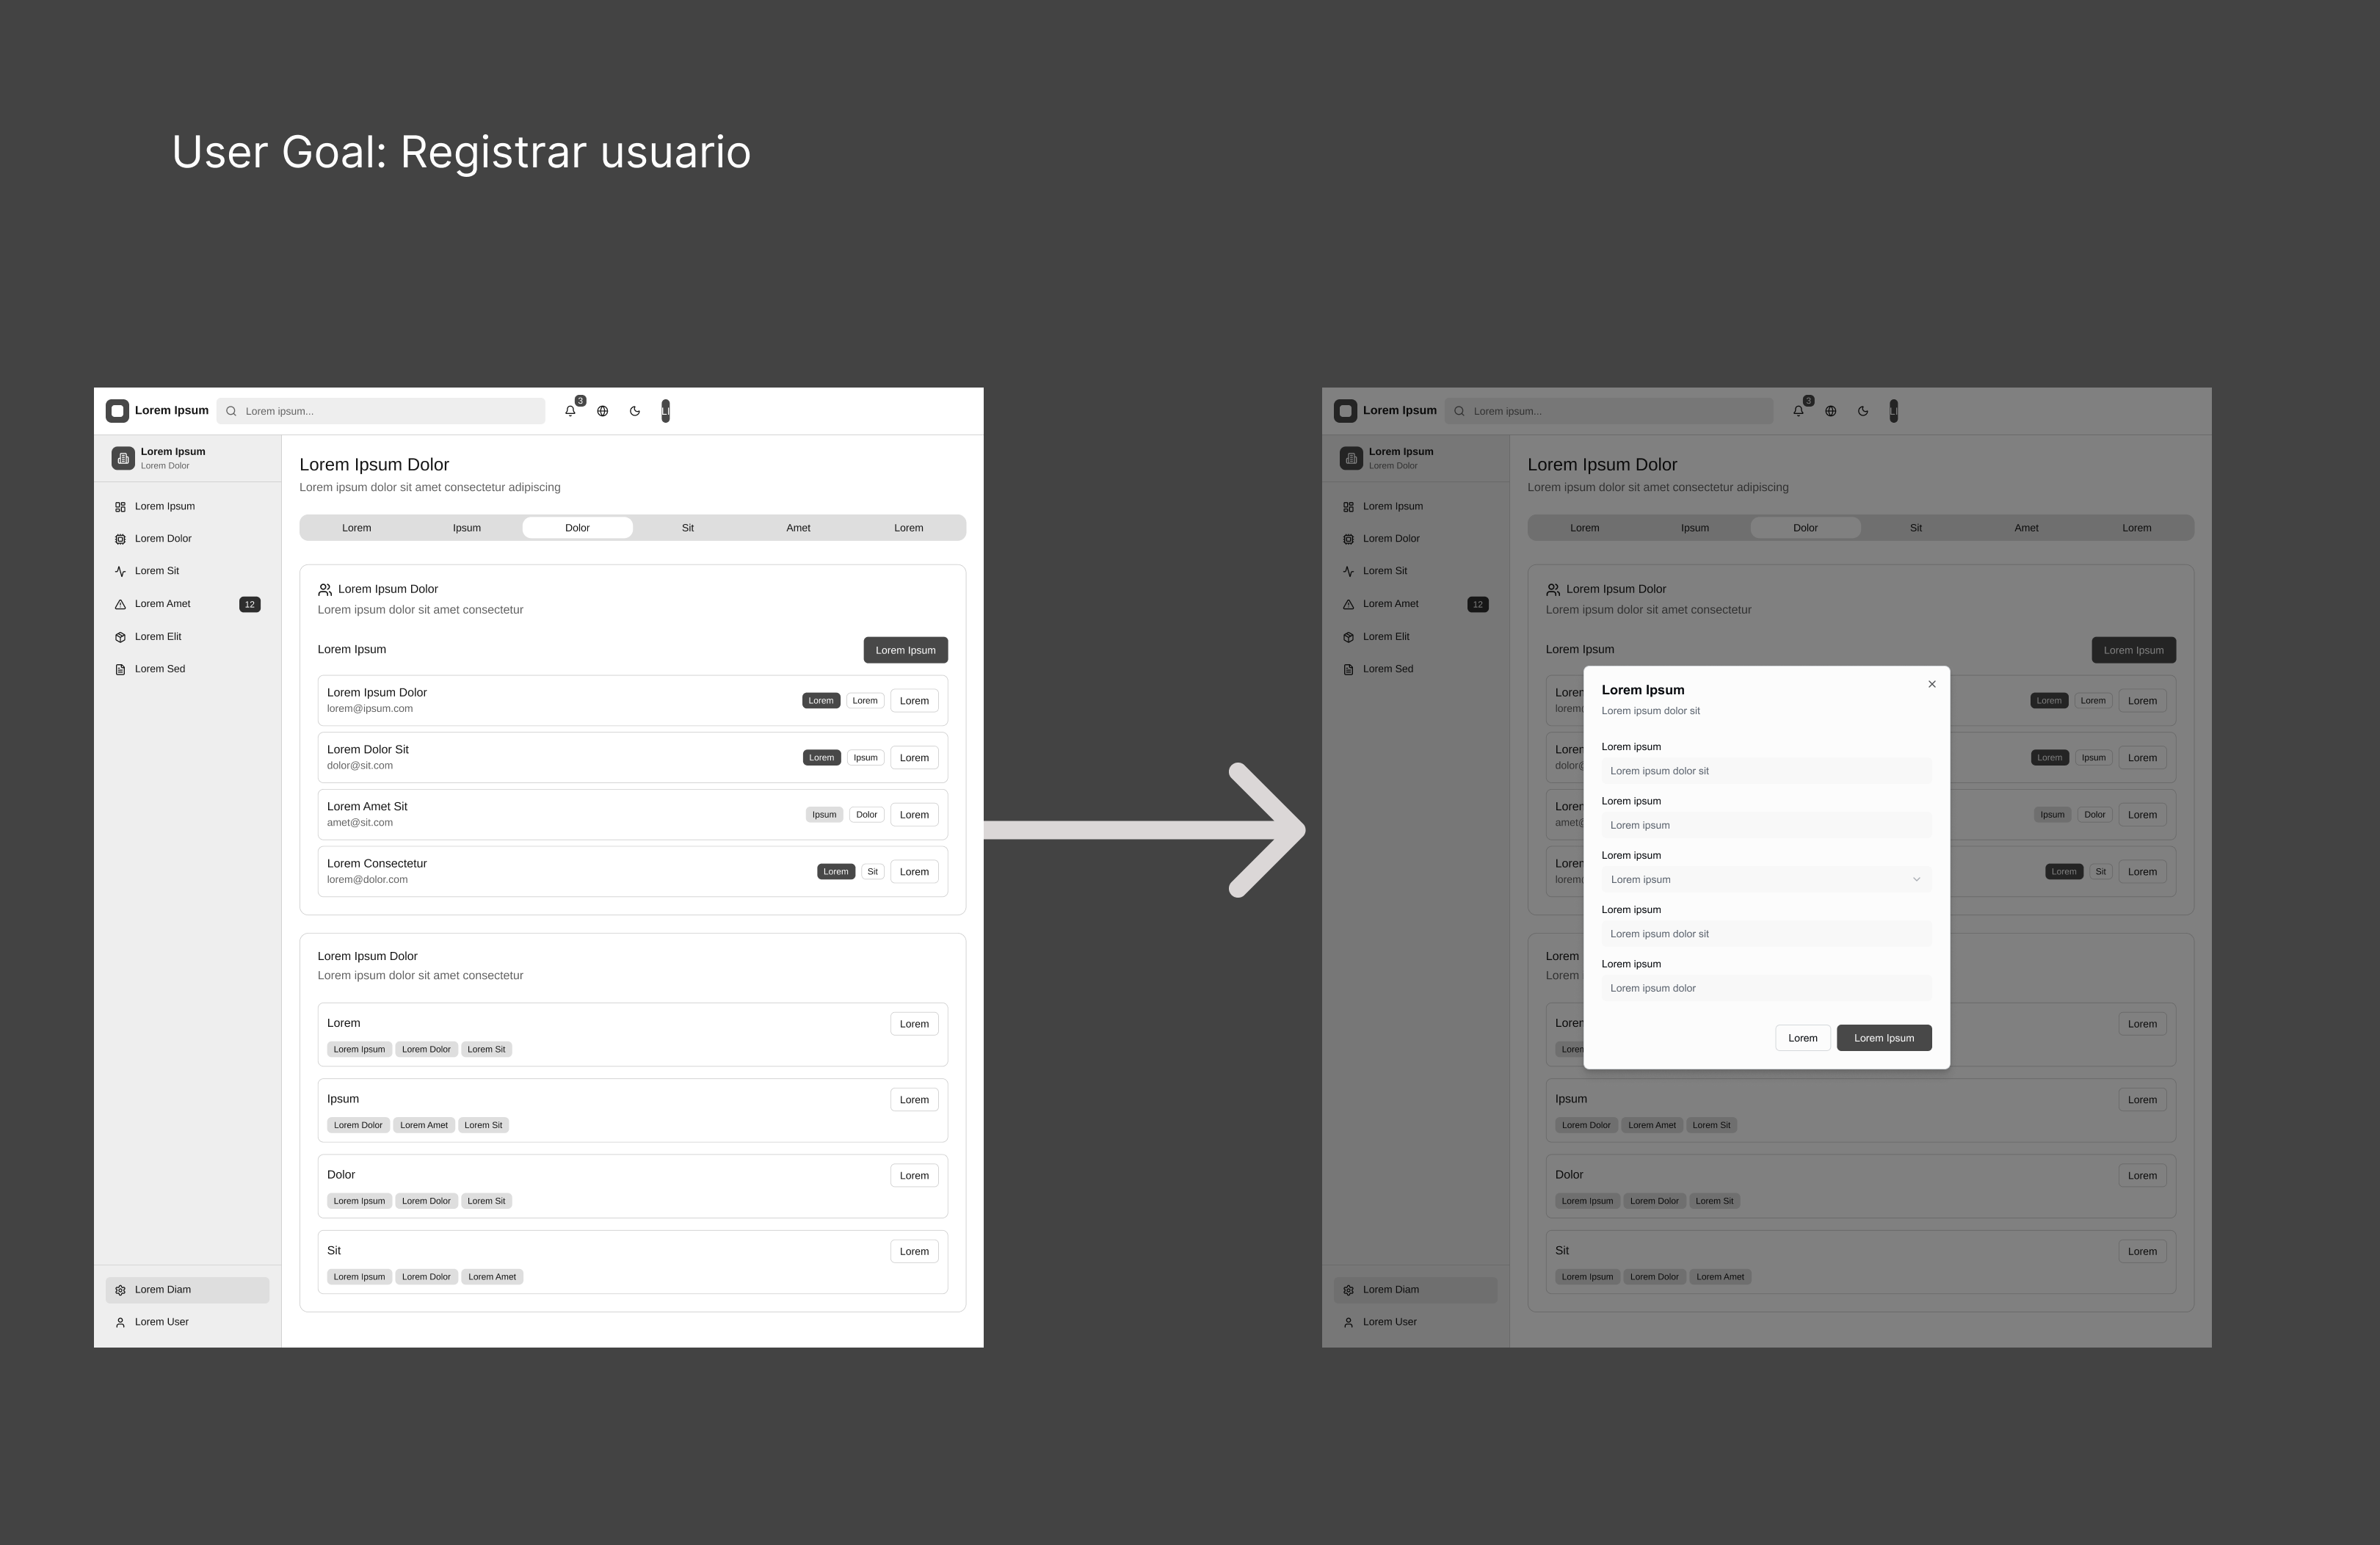 User Goal: Registrar usuario
Lorem Ipsum
Lorem ipsum...
3
LI
Lorem Ipsum
Lorem Dolor
Lorem Ipsum
Lorem Dolor
Lorem Sit
Lorem Amet
12
Lorem Elit
Lorem Sed
Lorem Diam
Lorem User
Lorem Ipsum Dolor
Lorem ipsum dolor sit amet consectetur adipiscing
Lorem Ipsum Dolor Sit Amet Lorem
Lorem Ipsum Dolor
Lorem ipsum dolor sit amet consectetur
Lorem Ipsum
Lorem Ipsum
Lorem Ipsum Dolor
lorem@ipsum.com
Lorem Lorem Lorem
Lorem Dolor Sit
dolor@sit.com
Lorem Ipsum Lorem
Lorem Amet Sit
amet@sit.com
Ipsum Dolor Lorem
Lorem Consectetur
lorem@dolor.com
Lorem Sit Lorem
Lorem Ipsum Dolor
Lorem ipsum dolor sit amet consectetur
Lorem
Lorem
Lorem Ipsum Lorem Dolor Lorem Sit
Ipsum
Lorem
Lorem Dolor Lorem Amet Lorem Sit
Dolor
Lorem
Lorem Ipsum Lorem Dolor Lorem Sit
Sit
Lorem
Lorem Ipsum Lorem Dolor Lorem Amet
Lorem Ipsum
Lorem ipsum...
3
Lorem Ipsum
Lorem Dolor
Lorem Ipsum
Lorem Dolor
Lorem Sit
Lorem Amet
12
Lorem Elit
Lorem Sed
Lorem Diam
Lorem User
Lorem Ipsum Dolor
Lorem ipsum dolor sit amet consectetur adipiscing
Lorem Ipsum Dolor Sit Amet Lorem
Lorem Ipsum Dolor
Lorem ipsum dolor sit amet consectetur
Lorem Ipsum
Lorem Ipsum
Lorem Lorem Lorem
Lorem Ipsum Lorem
Ipsum Dolor Lorem
Lorem Sit Lorem
Lorem
Lorem
Lorem
Ipsum
Lorem
Lorem Dolor Lorem Amet Lorem Sit
Dolor
Lorem
Lorem Ipsum Lorem Dolor Lorem Sit
Sit
Lorem
Lorem Ipsum Lorem Dolor Lorem Amet
Lorem Ipsum
Lorem ipsum dolor sit
Lorem ipsum
Lorem ipsum dolor sit
Lorem ipsum
Lorem ipsum
Lorem ipsum
Lorem ipsum
Lorem ipsum
Lorem ipsum dolor sit
Lorem ipsum
Lorem ipsum dolor
Lorem
Lorem Ipsum